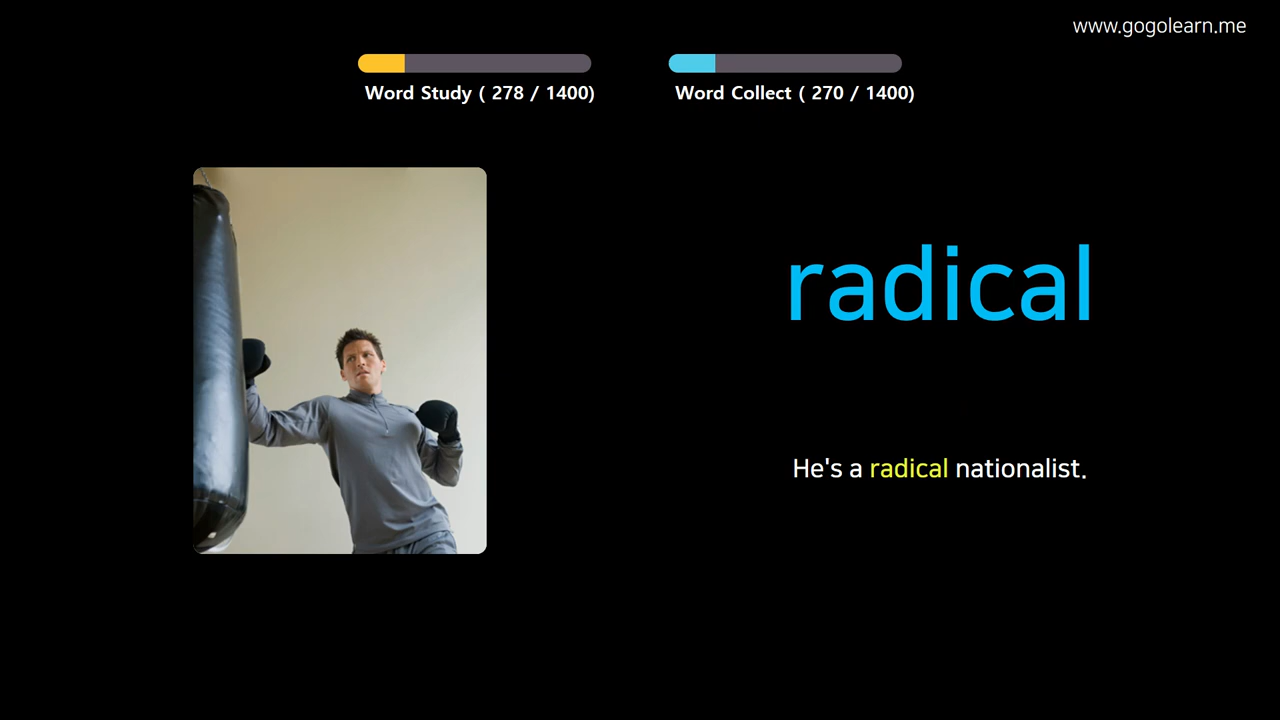 www.gogolearn.me
Word Study ( 278 / 1400)
Word Collect ( 270 / 1400)
radical
He's a radical nationalist.